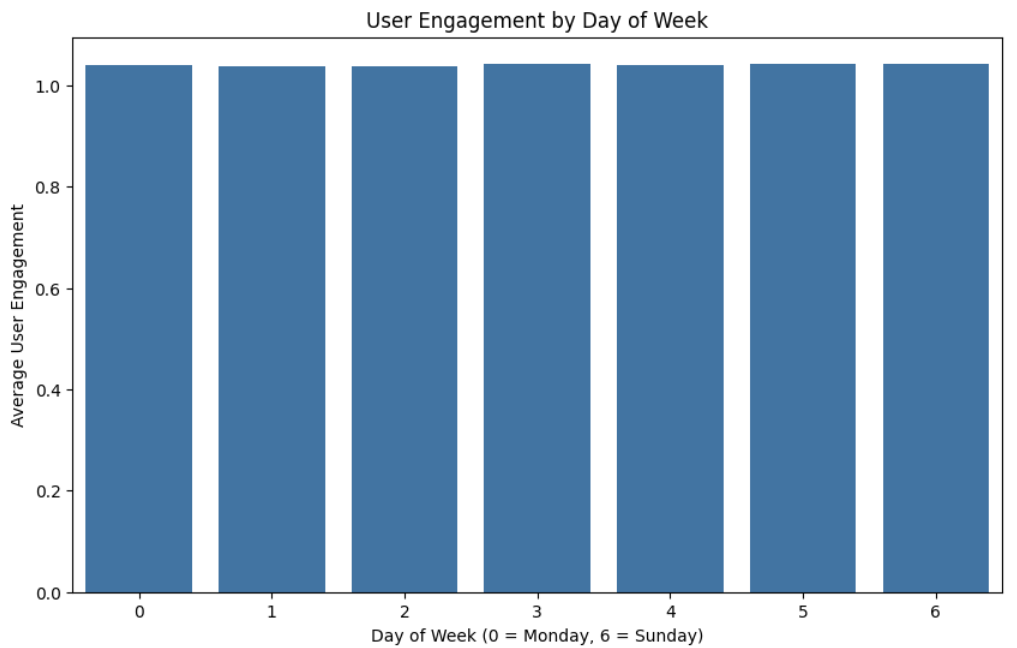 User Engagement by Day of Week
Average User Engagement
1.0
0.8
0.6
0.4
0.2
0.0
0 1 2 3 4 5 6
Day of Week (0 = Monday, 6 = Sunday)